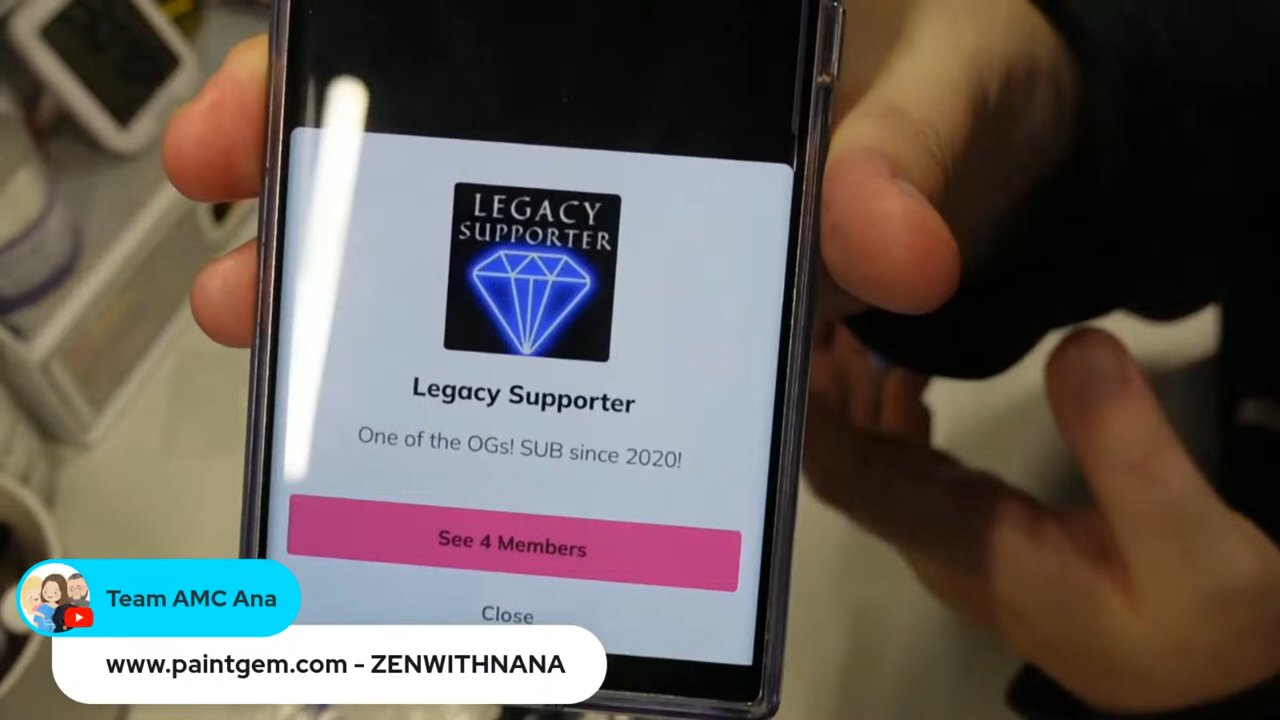 LEGACY
SUPPORTER
Legacy Supporter
One of the OGs! SUB since 2020!
See 4 Members
Close
Team AMC Ana
www.paintgem.com - ZENWITHNANA